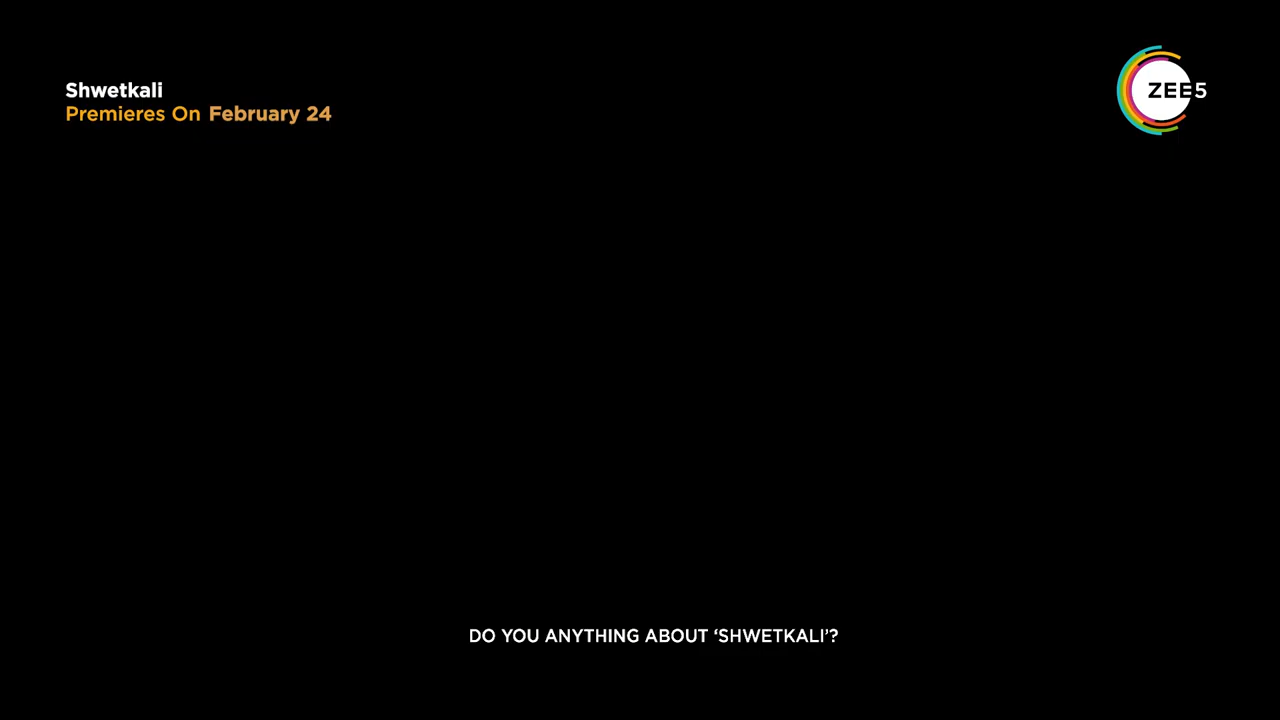 Shwetkali
Premieres On February 24
ZEE5
DO YOU ANYTHING ABOUT ‘SHWETKALI’?